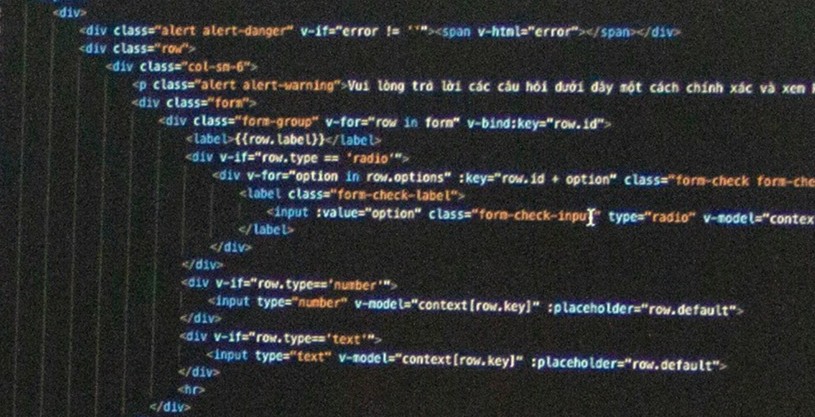 <div>
<div class="alert alert-danger" v-if="error != ''"><span v-html="error"></span></div>
<div class="row">
<div class="col-sm-6">
<p class="alert alert-warning">Vui lòng trả lời các câu hỏi dưới đây một cách chính xác và xem
<div class="form">
<div class="form-group" v-for="row in form" v-bind:key="row.id">
<label>{{row.label}}</label>
<div v-if="row.type == 'radio'">
<div v-for="option in row.options" :key="row.id + option" class="form-check form-che
<label class="form-check-label">
<input :value="option" class="form-check-input" type="radio" v-model="contex
</label>
</div>
</div>
<div v-if="row.type=='number'">
<input type="number" v-model="context[row.key]" :placeholder="row.default">
</div>
<div v-if="row.type=='text'">
<input type="text" v-model="context[row.key]" :placeholder="row.default">
</div>
<hr>
</div>